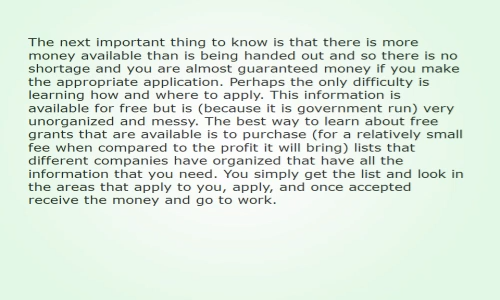 The next important thing to know is that there is more
money available than is being handed out and so there is no
shortage and you are almost guaranteed money if you make
the appropriate application. Perhaps the only difficulty is
learning how and where to apply. This information is
available for free but is (because it is government run) very
unorganized and messy. The best way to learn about free
grants that are available is to purchase (for a relatively small
fee when compared to the profit it will bring) lists that
different companies have organized that have all the
information that you need. You simply get the list and look in
the areas that apply to you, apply, and once accepted
receive the money and go to work.